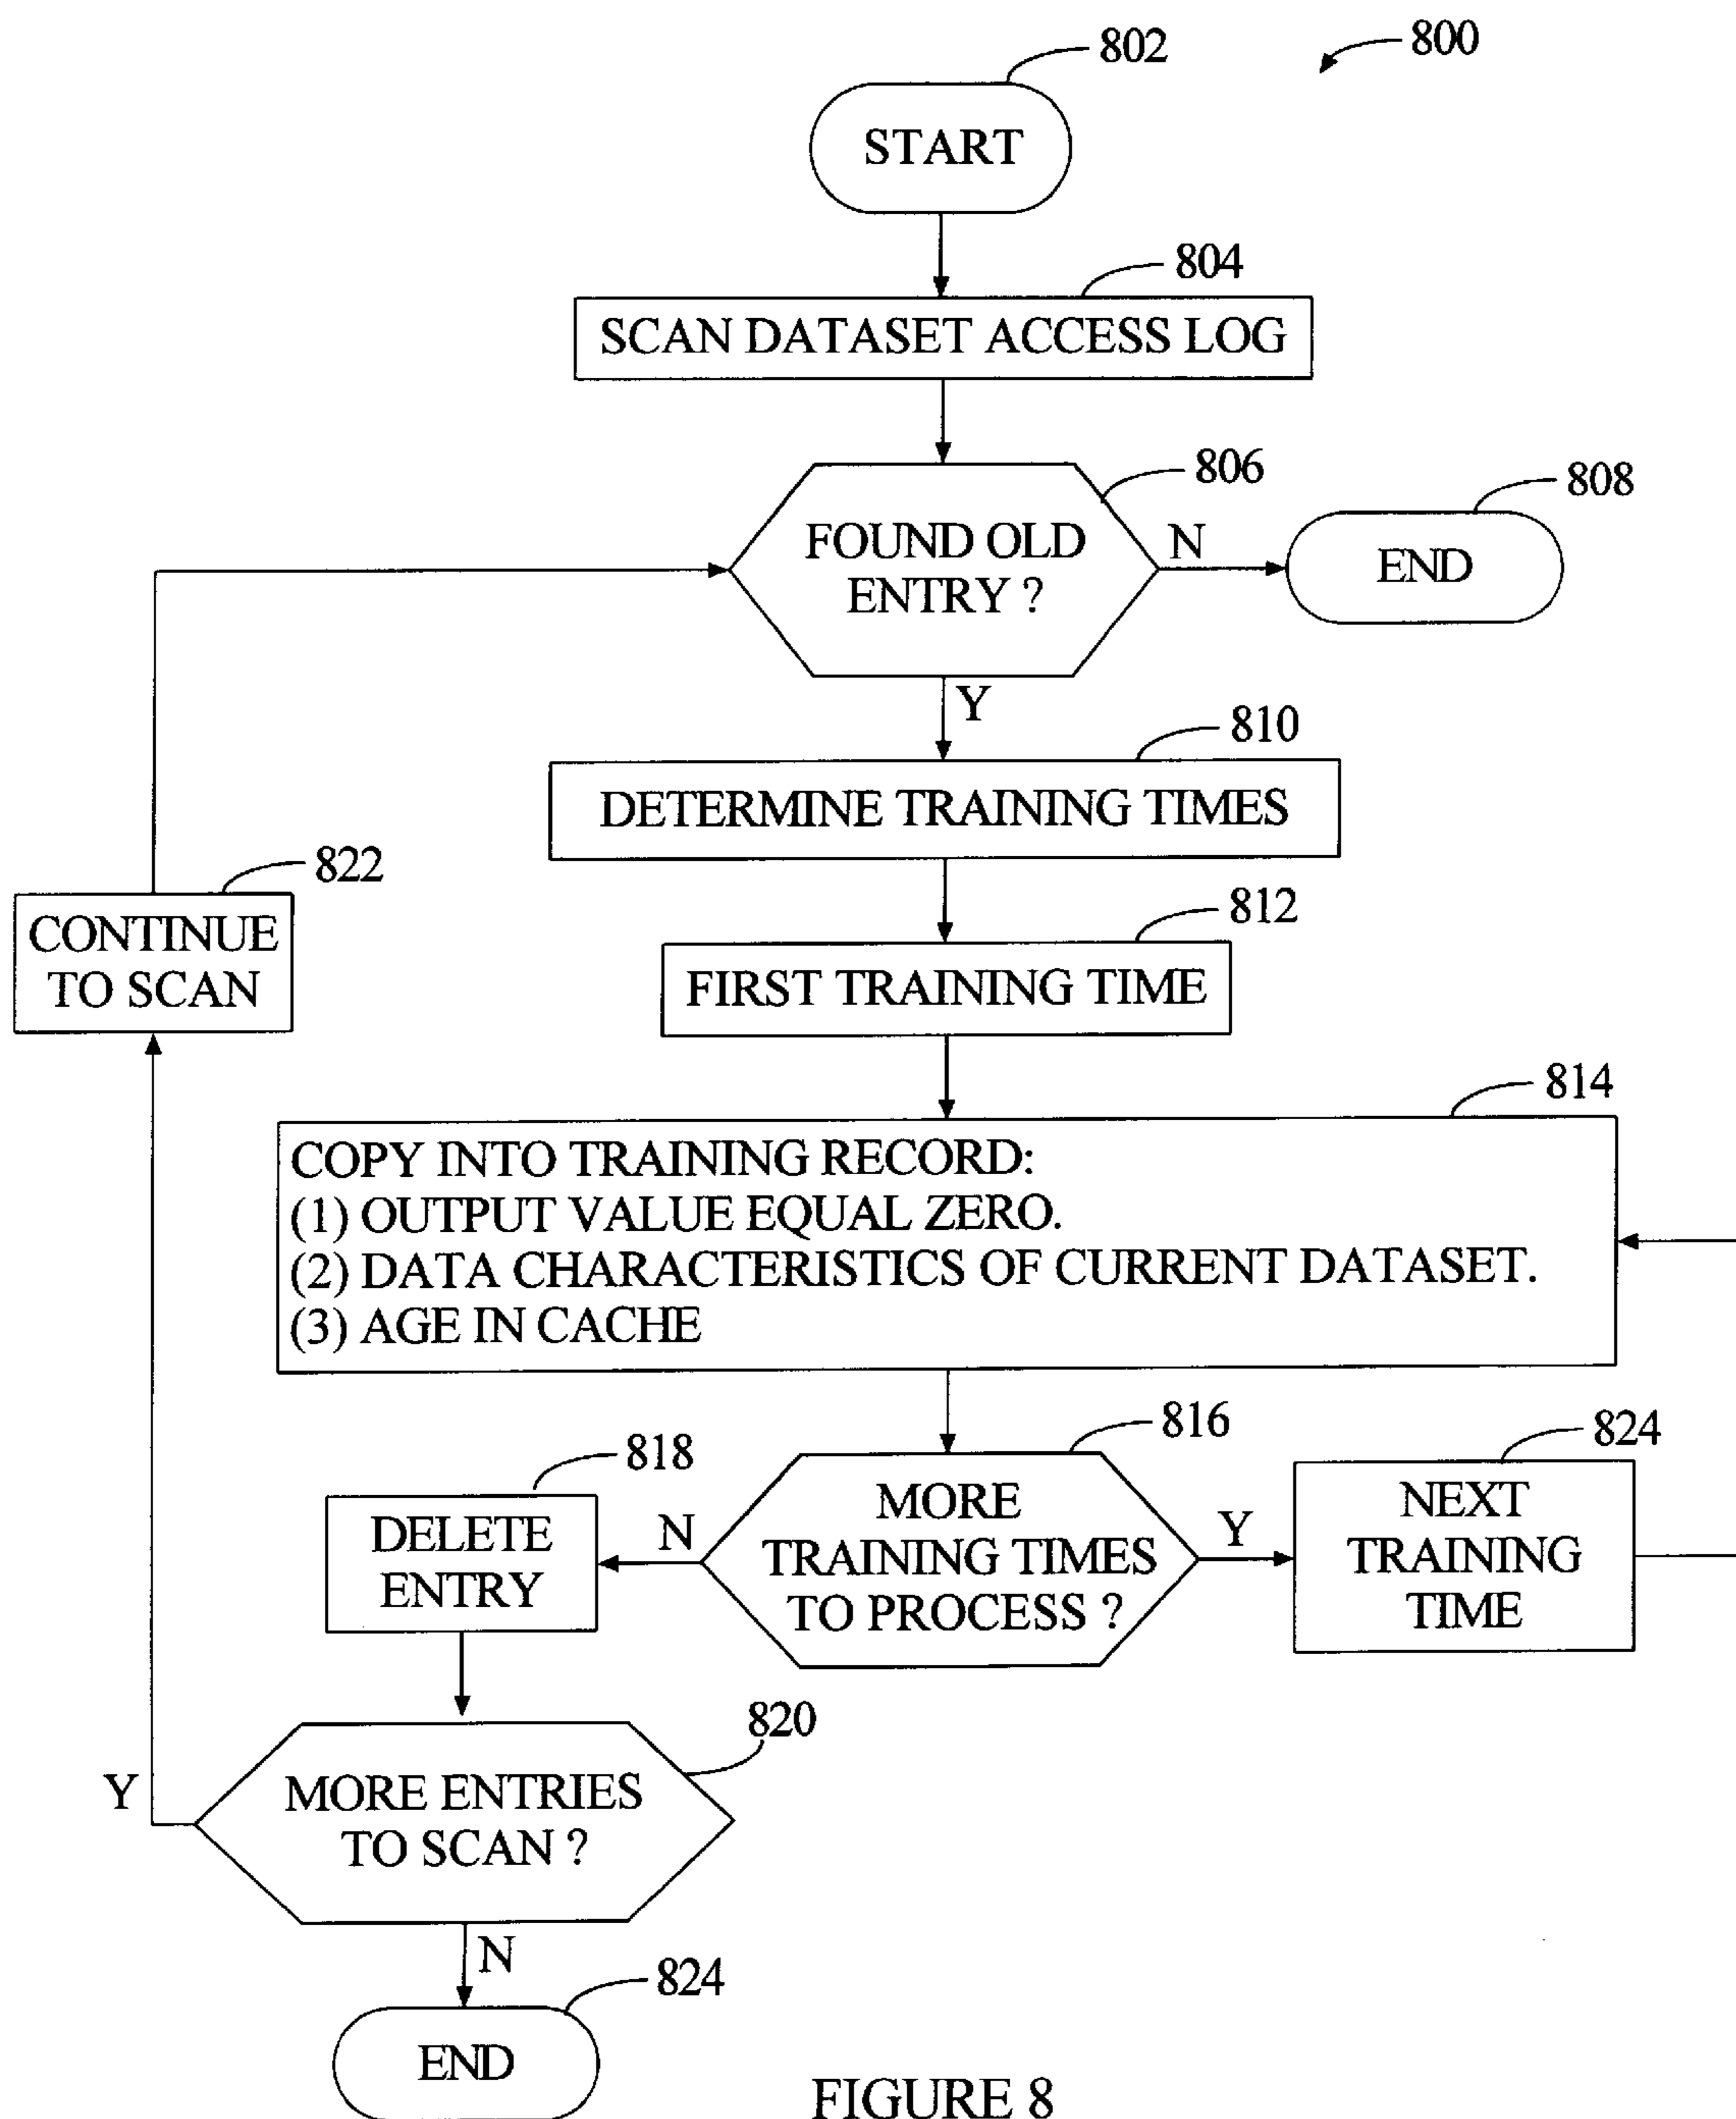 802
800
START
804
SCAN DATASET ACCESS LOG
806
808
FOUND OLD
ENTRY ?
N
END
Y
810
DETERMINE TRAINING TIMES
822
CONTINUE
TO SCAN
812
FIRST TRAINING TIME
814
COPY INTO TRAINING RECORD:
(1) OUTPUT VALUE EQUAL ZERO.
(2) DATA CHARACTERISTICS OF CURRENT DATASET.
(3) AGE IN CACHE
816
824
818
MORE
TRAINING TIMES
TO PROCESS ?
Y
NEXT
TRAINING
TIME
N
DELETE
ENTRY
820
Y
MORE ENTRIES
TO SCAN ?
N
824
END
FIGURE 8